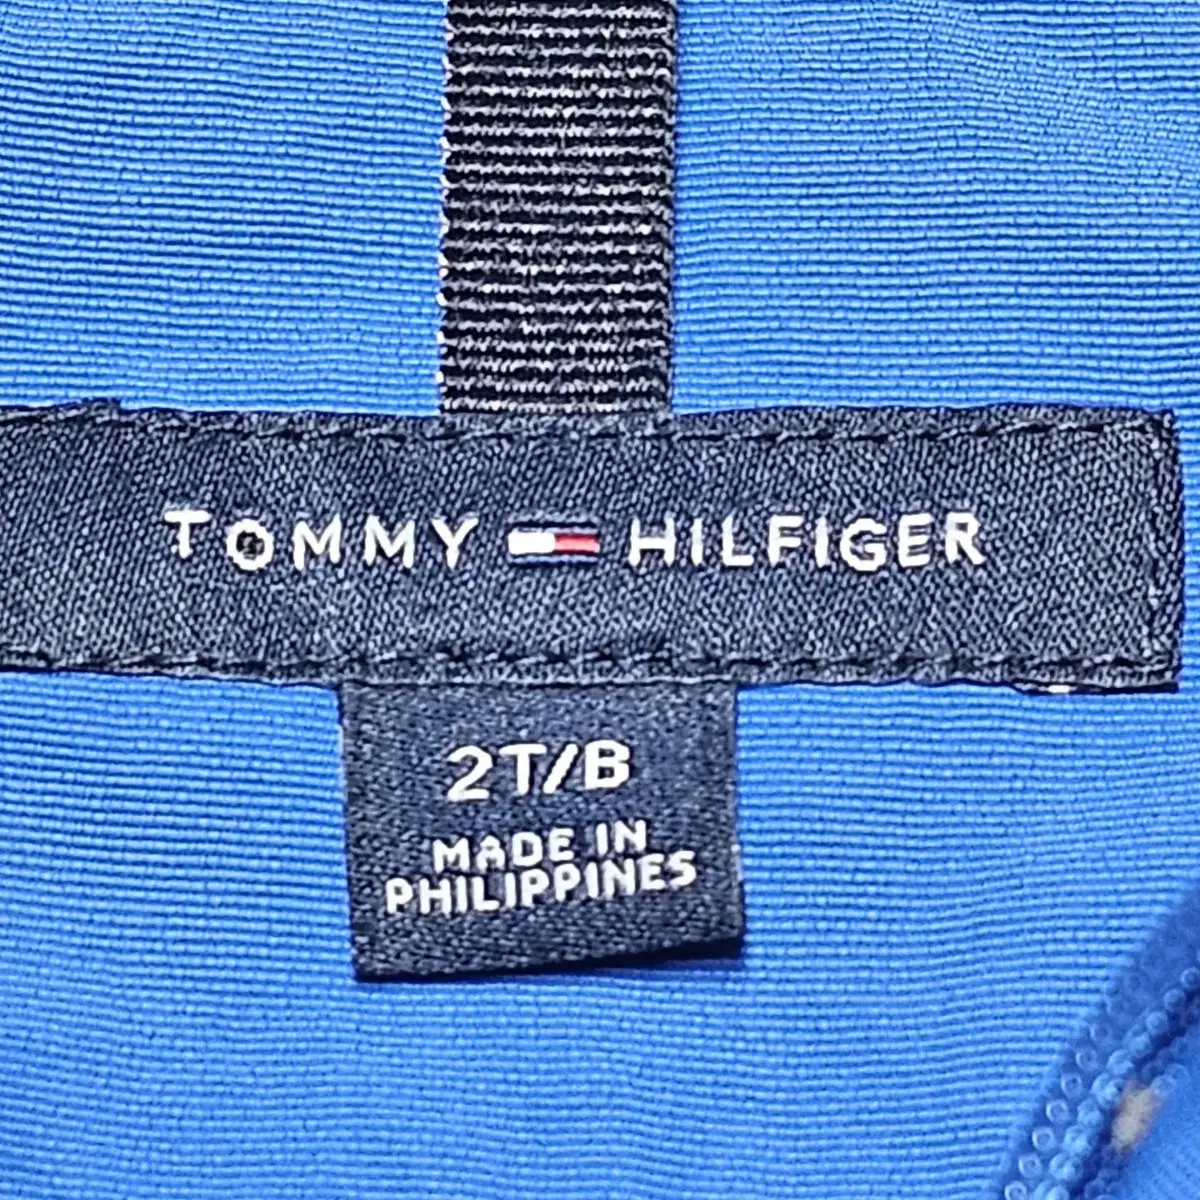 TOMMY HILFIGER
2T/B
MADE IN
PHILIPPINES